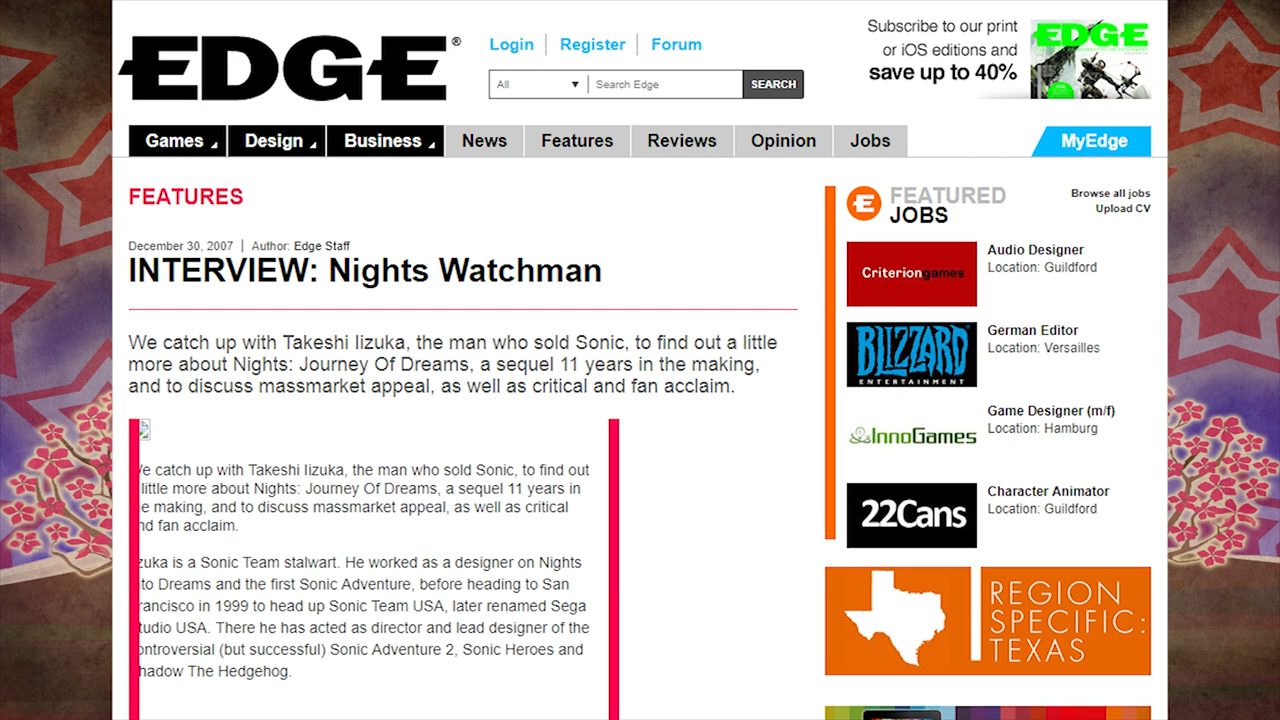 EDGE®
Login
Register
Forum
All
Search Edge
SEARCH
Subscribe to our print
or iOS editions and
save up to 40%
EDGE
Games
Design
Business
News
Features
Reviews
Opinion
Jobs
MyEdge
FEATURES
December 30, 2007 | Author: Edge Staff
INTERVIEW: Nights Watchman
We catch up with Takeshi Iizuka, the man who sold Sonic, to find out a little
more about Nights: Journey Of Dreams, a sequel 11 years in the making,
and to discuss massmarket appeal, as well as critical and fan acclaim.
e catch up with Takeshi Iizuka, the man who sold Sonic, to find out
little more about Nights: Journey Of Dreams, a sequel 11 years in
e making, and to discuss massmarket appeal, as well as critical
nd fan acclaim.
zuka is a Sonic Team stalwart. He worked as a designer on Nights
to Dreams and the first Sonic Adventure, before heading to San
rancisco in 1999 to head up Sonic Team USA, later renamed Sega
tudio USA. There he has acted as director and lead designer of the
ontroversial (but successful) Sonic Adventure 2, Sonic Heroes and
hadow The Hedgehog.
E FEATURED
JOBS
Browse all jobs
Upload CV
Criteriongames
Audio Designer
Location: Guildford
BLIZZARD
ENTERTAINMENT
German Editor
Location: Versailles
InnoGames
Game Designer (m/f)
Location: Hamburg
22Cans
Character Animator
Location: Guildford
REGION
SPECIFIC:
TEXAS